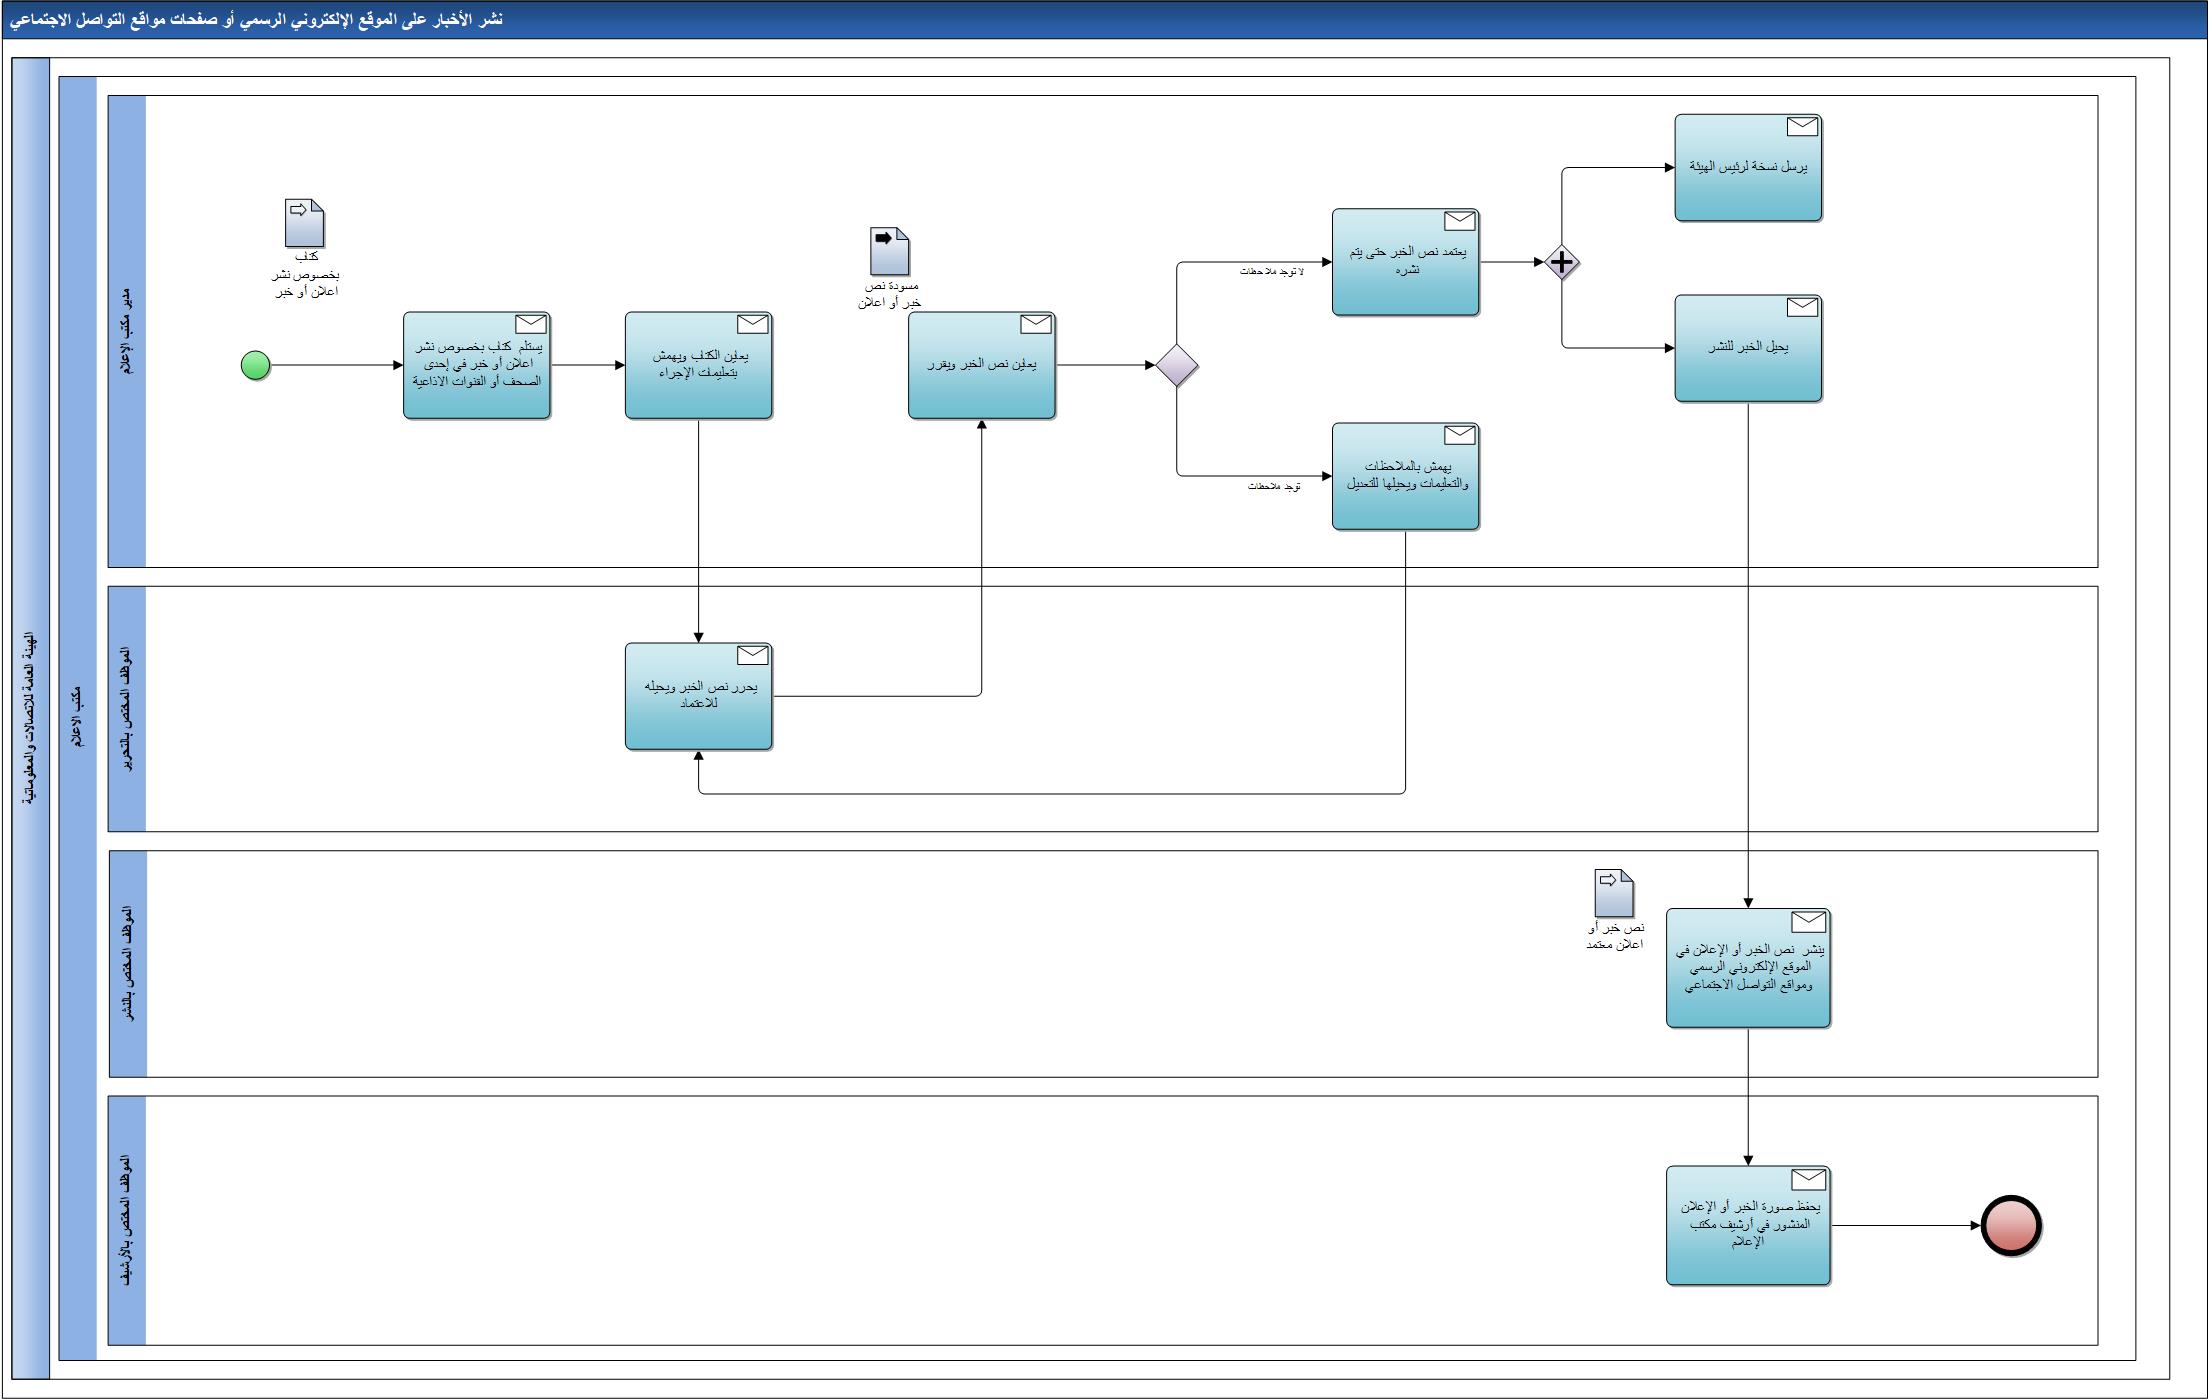 نشر الأخبار على الموقع الإلكتروني الرسمي أو صفحات مواقع التواصل الاجتماعي
الهيئة العامة للاتصالات والمعلوماتية
مكتب الاعلام
مدير مكتب الإعلام
كتاب
بخصوص نشر
اعلان أو خبر
يستلم كتاب بخصوص نشر
اعلان أو خبر في إحدى
الصحف أو القنوات الاذاعية
يعاين الكتاب ويهمش
بتعليمات الإجراء
مسودة نص
خبر أو اعلان
يعاين نص الخبر ويقرر
لا توجد ملاحظات
توجد ملاحظات
يعتمد نص الخبر حتى يتم
نشره
يهمش بالملاحظات
والتعليمات ويحيلها للتعديل
يرسل نسخة لرئيس الهيئة
يحيل الخبر للنشر
الموظف المختص بالتحرير
يحرر نص الخبر ويحيله
للاعتماد
الموظف المختص بالنشر
نص خبر أو
اعلان معتمد
ينشر نص الخبر أو الإعلان في
الموقع الإلكتروني الرسمي
ومواقع التواصل الاجتماعي
الموظف المختص بالأرشيف
يحفظ صورة الخبر أو الإعلان
المنشور في أرشيف مكتب
الإعلام